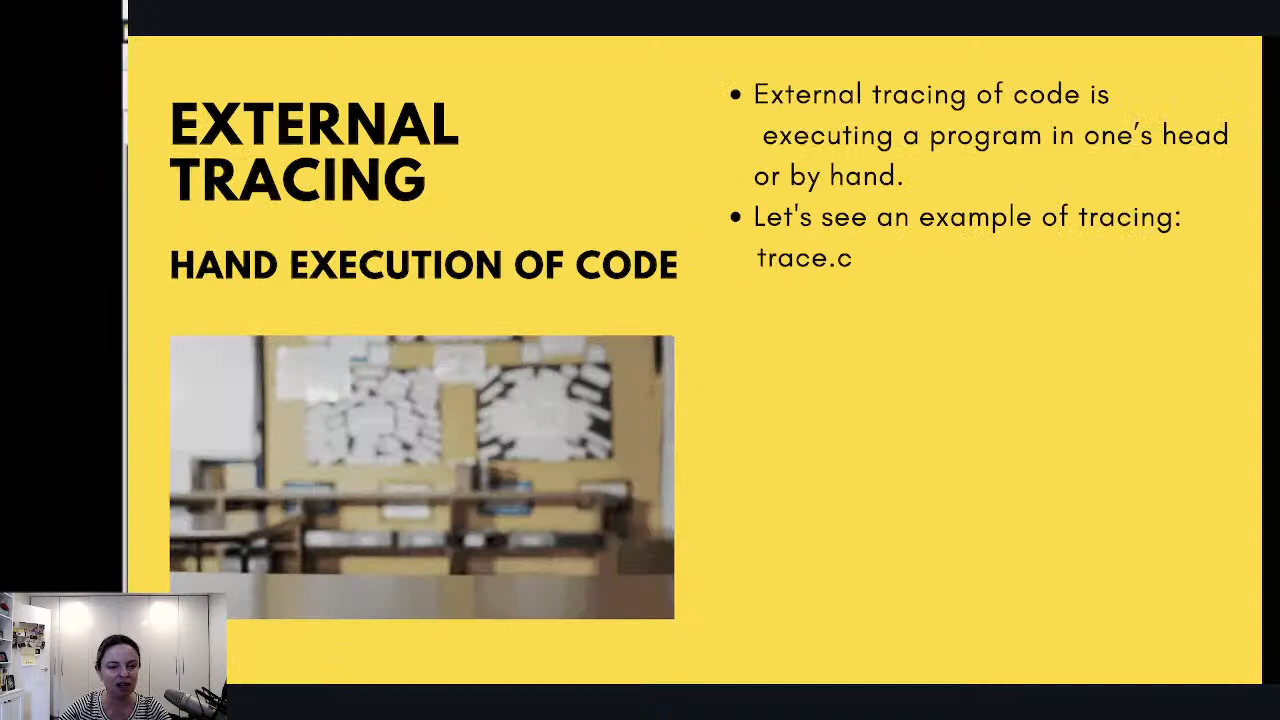 EXTERNAL
TRACING
HAND EXECUTION OF CODE
• External tracing of code is
executing a program in one’s head
or by hand.
• Let's see an example of tracing:
trace.c